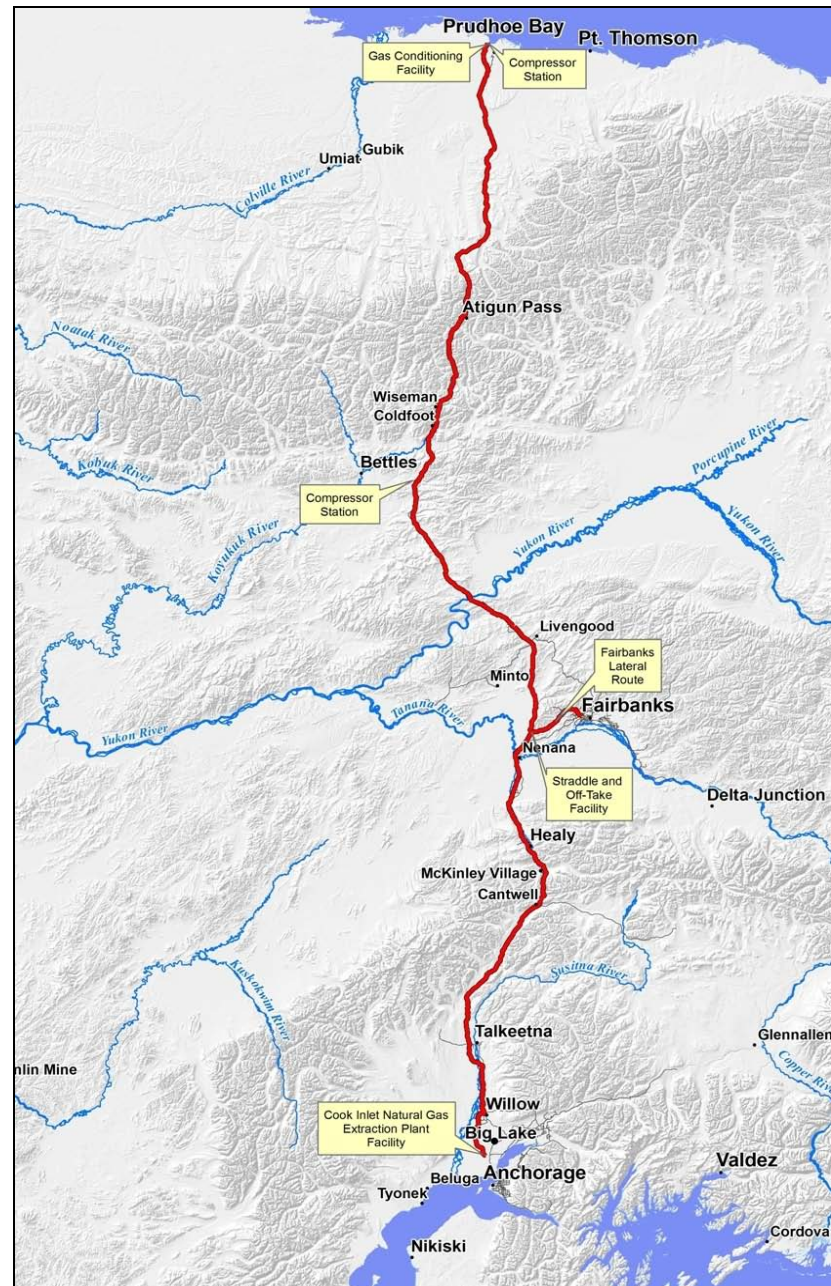 Prudhoe Bay
Pt. Thomson
Gas Conditioning
Facility
Compressor
Station
Gubik
Umiat
Colville River
Atigun Pass
Noatak River
Wiseman
Coldfoot
Kobuk River
Bettles
Porcupine River
Compressor
Station
Yukon River
Yukon River
Koyukuk River
Livengood
Fairbanks
Lateral
Route
Minto
Fairbanks
Tanana River
Yukon River
Nenana
Straddle and
Off-Take
Facility
Delta Junction
Healy
McKinley Village
Cantwell
Kuskokwim River
Susitna River
Talkeetna
Glennallen
Copper Riv
nlin Mine
Willow
Cook Inlet Natural Gas
Extraction Plant
Facility
Big Lake
Valdez
Anchorage
Beluga
Tyonek
Cordova
Nikiski